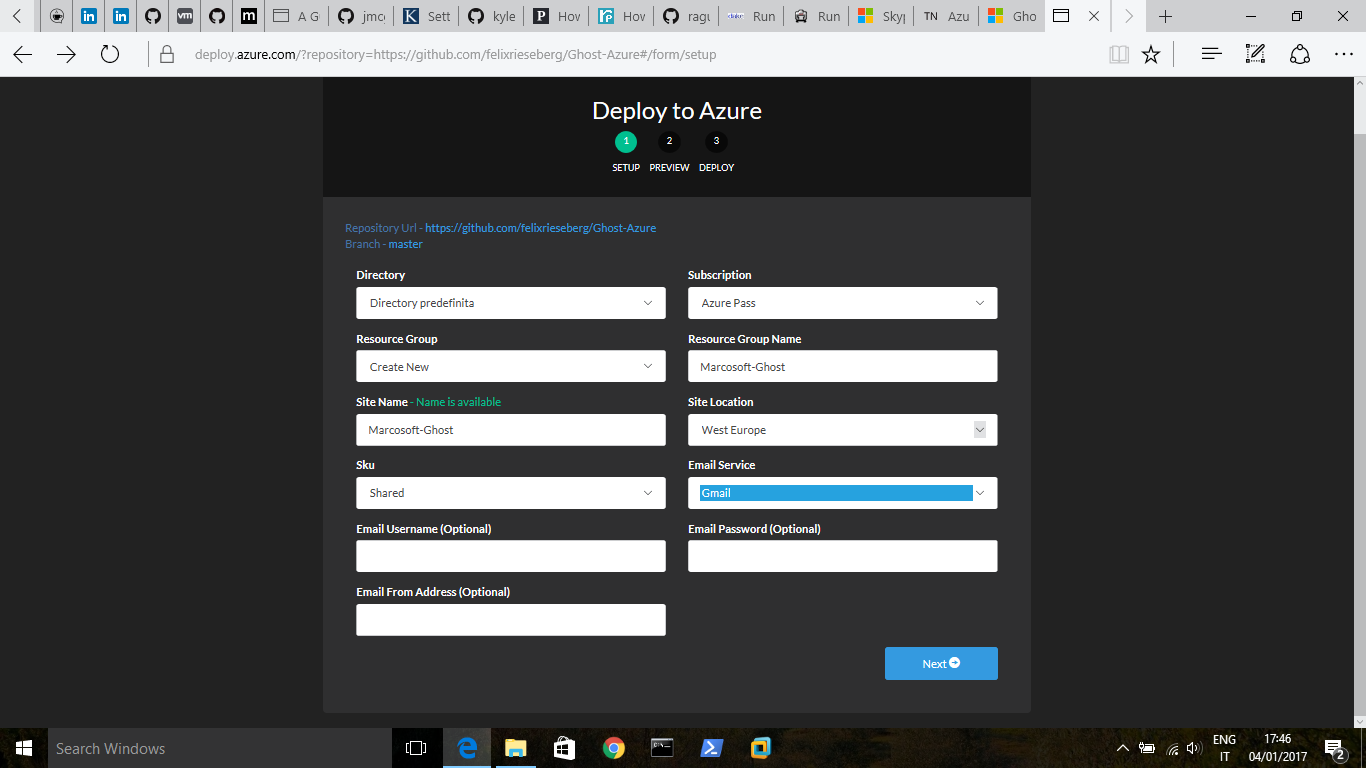 A G
jmc
Sett
kyle
Hov
Hov
ragu
Run
Run
Skyp
TN Azu
Gho
deploy.azure.com/?repository=https://github.com/felixrieseberg/Ghost-Azure#/form/setup
Deploy to Azure
1 2 3
SETUP PREVIEW DEPLOY
Repository Url - https://github.com/felixrieseberg/Ghost-Azure
Branch - master
Directory
Subscription
Directory predefinita
Azure Pass
Resource Group
Resource Group Name
Create New
Marcosoft-Ghost
Site Name - Name is available
Site Location
Marcosoft-Ghost
West Europe
Sku
Email Service
Shared
Gmail
Email Username (Optional)
Email Password (Optional)
Email From Address (Optional)
Next
Search Windows
ENG
IT
17:46
04/01/2017
2